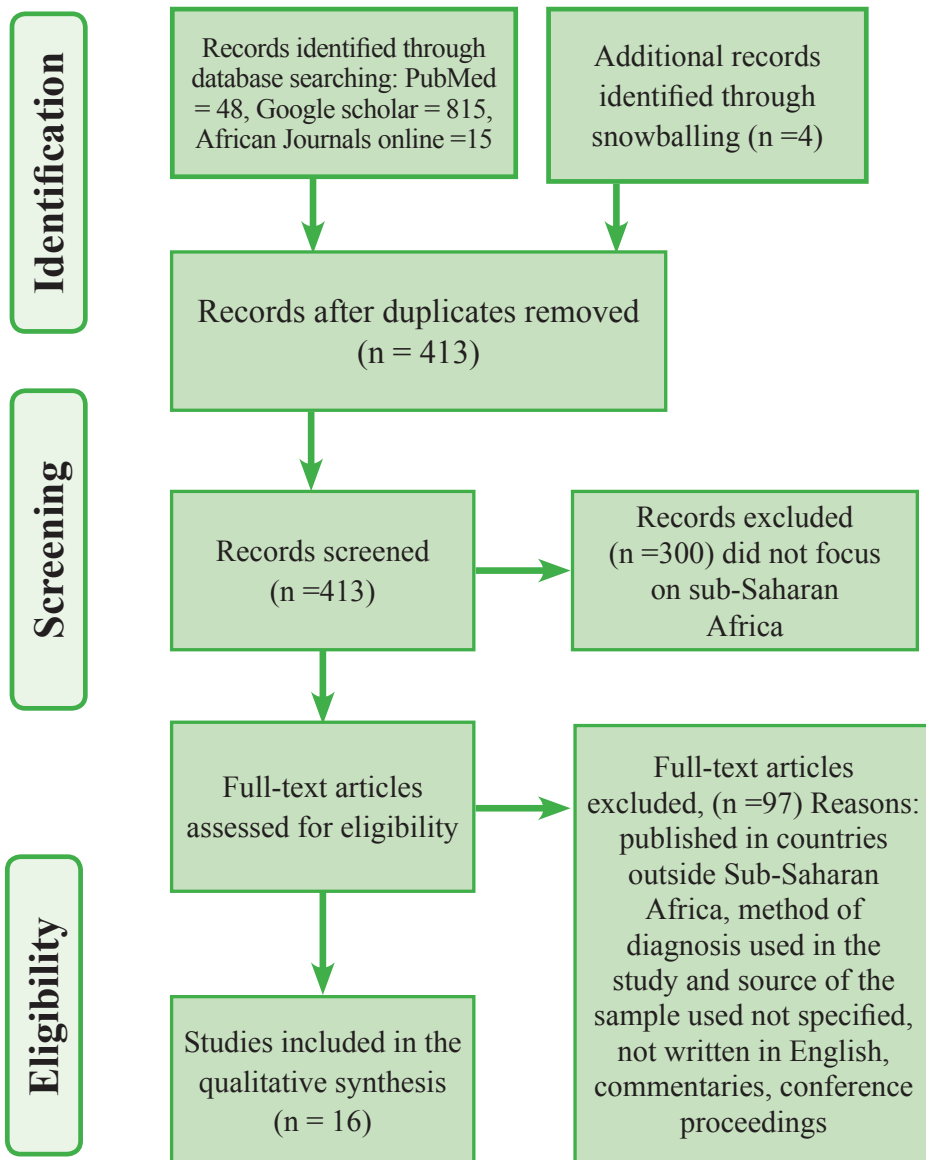 Identification
Records identified through
database searching: PubMed
= 48, Google scholar = 815,
African Journals online =15
Additional records
identified through
snowballing (n =4)
Records after duplicates removed
(n = 413)
Screening
Records screened
(n =413)
Records excluded
(n =300) did not focus
on sub-Saharan
Africa
Eligibility
Full-text articles
assessed for eligibility
Full-text articles
excluded, (n =97) Reasons:
published in countries
outside Sub-Saharan
Africa, method of
diagnosis used in the
study and source of the
sample used not specified,
not written in English,
commentaries, conference
proceedings
Studies included in the
qualitative synthesis
(n = 16)